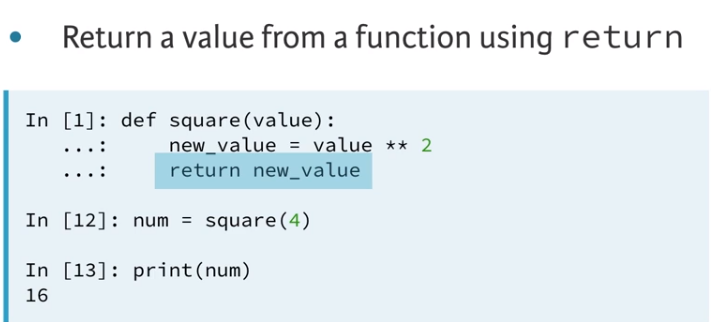 • Return a value from a function using return
In [1]: def square(value):
   ...:     new_value = value ** 2
   ...:     return new_value
In [12]: num = square(4)
In [13]: print(num)
16